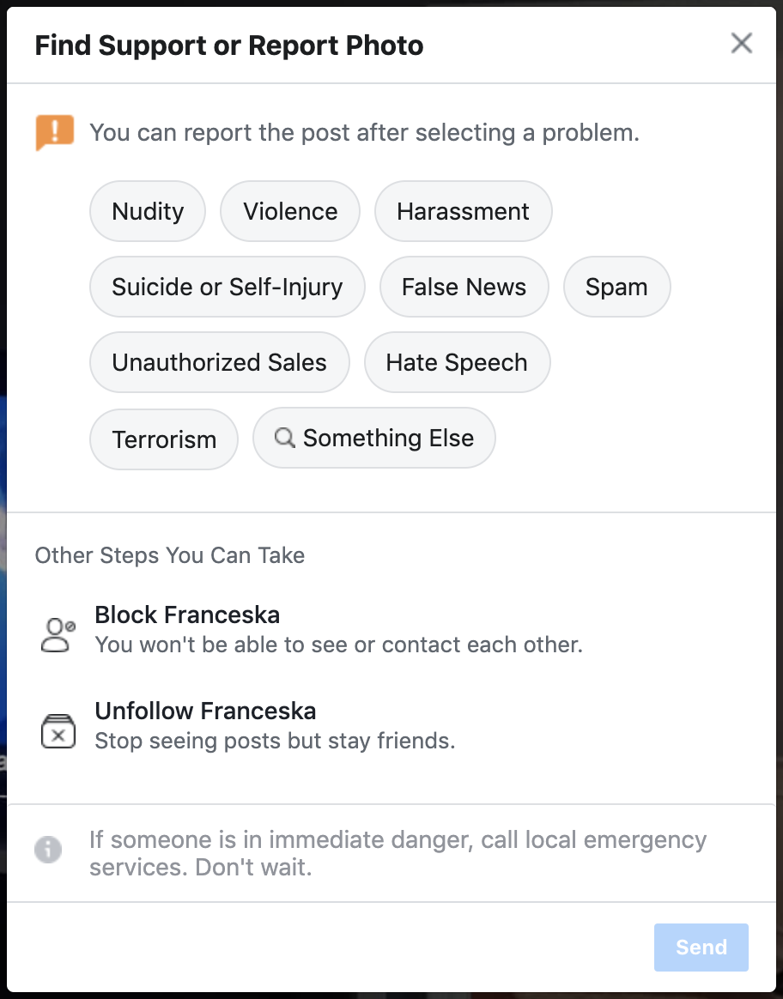 Find Support or Report Photo
You can report the post after selecting a problem.
Nudity Violence Harassment
Suicide or Self-Injury False News Spam
Unauthorized Sales Hate Speech
Terrorism Something Else
Other Steps You Can Take
Block Franceska
You won't be able to see or contact each other.
Unfollow Franceska
Stop seeing posts but stay friends.
If someone is in immediate danger, call local emergency
services. Don't wait.
Send